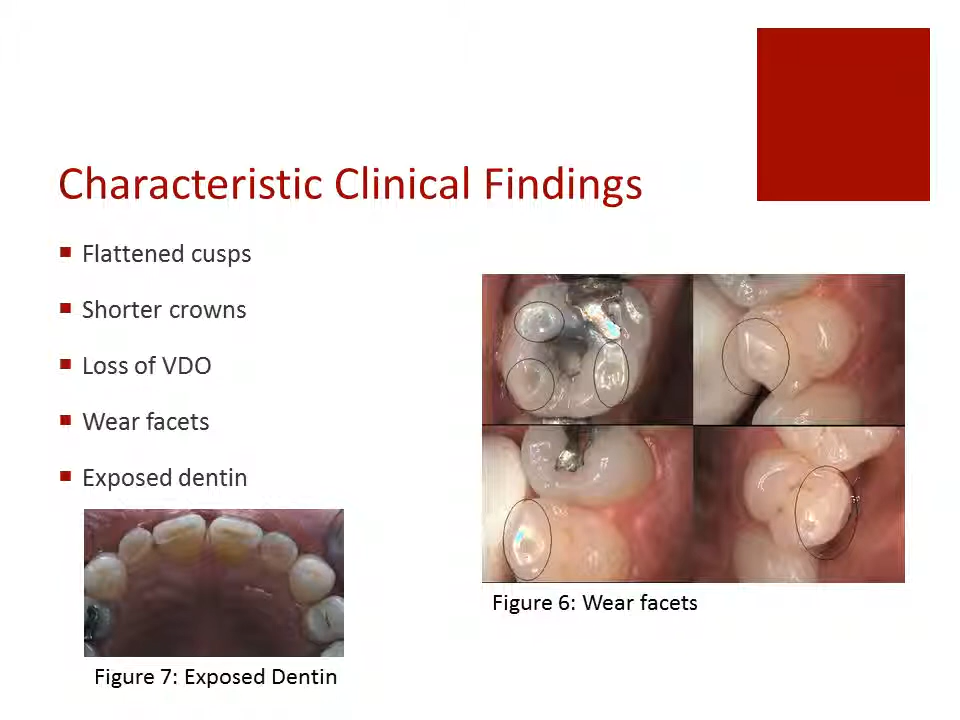 Characteristic Clinical Findings
Flattened cusps
Shorter crowns
Loss of VDO
Wear facets
Exposed dentin
Figure 6: Wear facets
Figure 7: Exposed Dentin